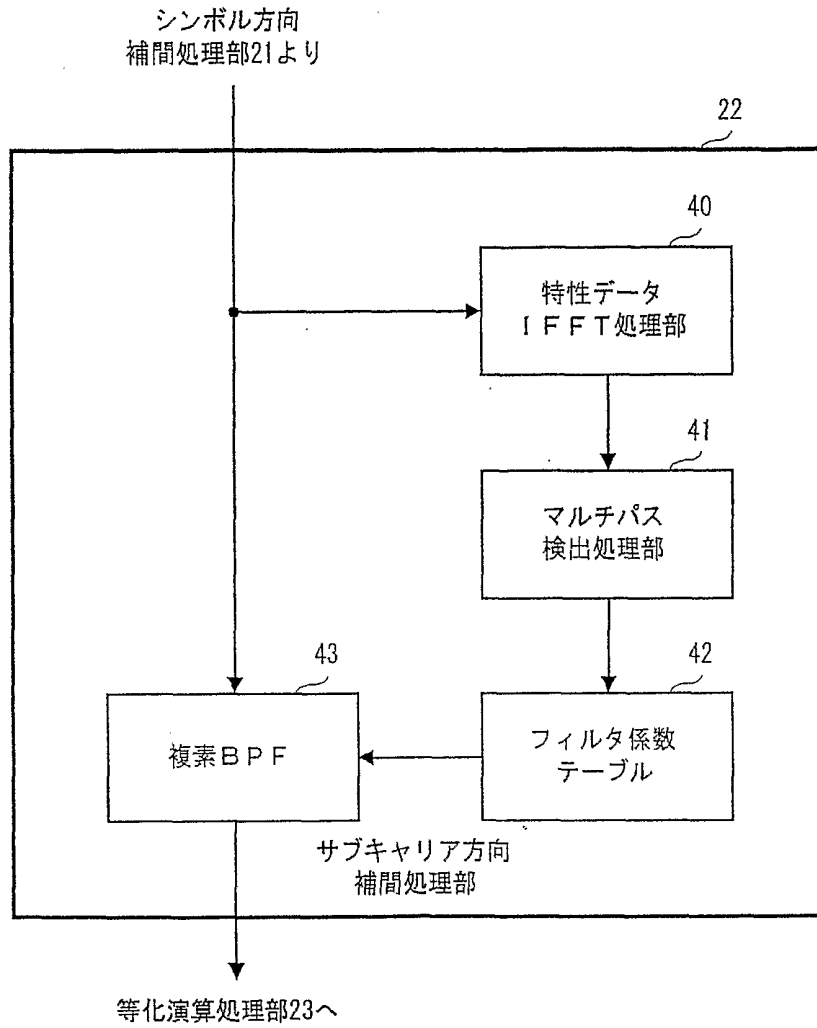 シンボル方向
補間処理部21より
22
40
特性データ
IFFT処理部
41
マルチパス
検出処理部
43
42
複素BPF
フィルタ係数
テーブル
サブキャリア方向
補間処理部
等化演算処理部23へ